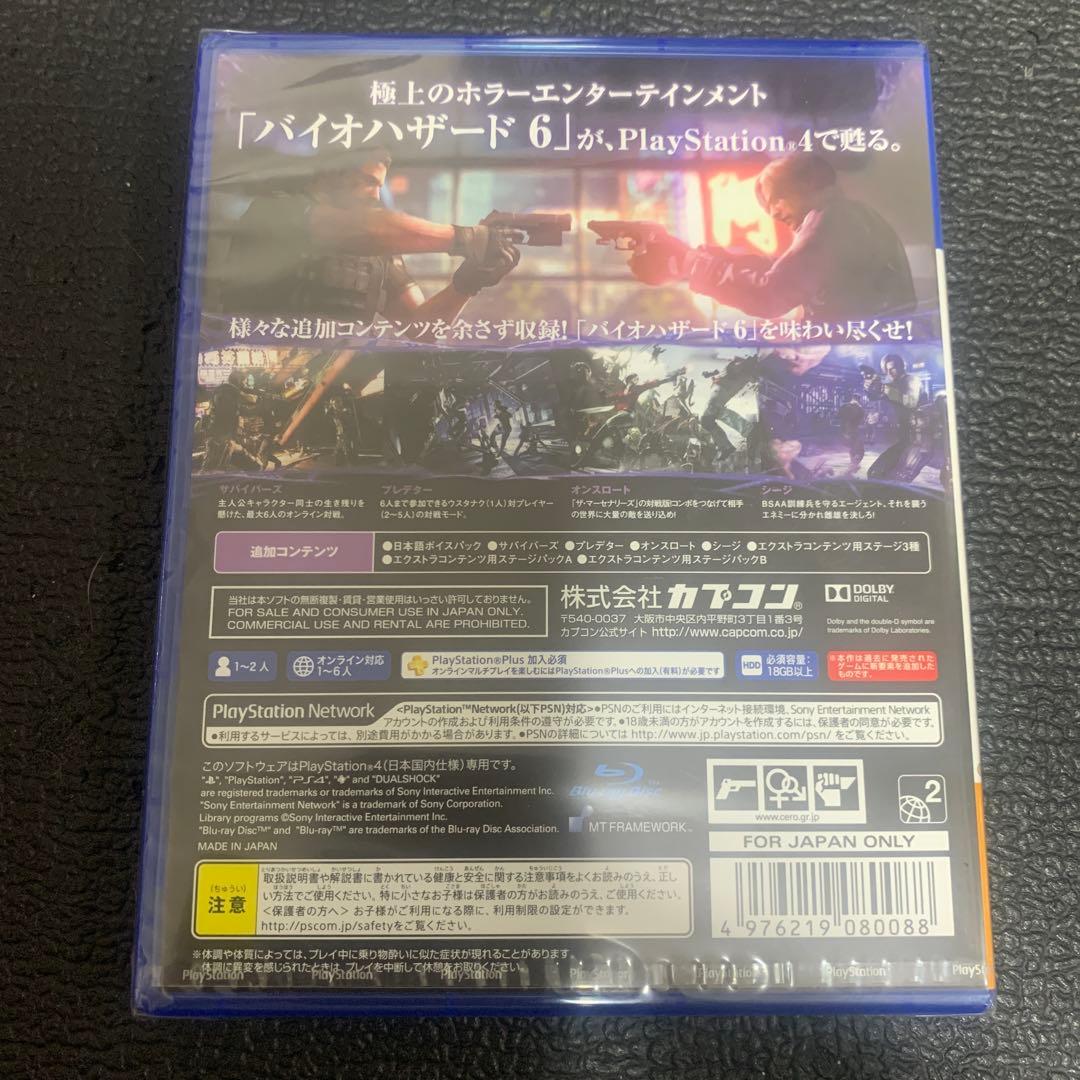 極上のホラーエンターテインメント
「バイオハザード 6」が、PlayStation®4で甦る。
様々な追加コンテンツを余さず収録!「バイオハザード 6」を味わい尽くせ!
サバイバーズ
主人公キャラクター同士の生き残りを
懸けた、最大6人のオンライン対戦。
プレデター
6人まで参加できるウスタナク(1人)対プレイヤー
(2〜5人)の対戦モード。
オンスロート
「ザ・マーセナリーズ」の対戦版!コンボをつなげて相手
の世界に大量の敵を送り込め!
シージ
BSAA訓練兵を守るエージェント、それを襲う
エネミーに分かれ雌雄を決しろ!
追加コンテンツ
●日本語ボイスパック ●サバイバーズ ●プレデター ●オンスロート ●シージ ●エクストラコンテンツ用ステージ3種
●エクストラコンテンツ用ステージパックA ●エクストラコンテンツ用ステージパックB
当社は本ソフトの無断複製・賃貸・営業使用はいっさい許可しておりません。
FOR SALE AND CONSUMER USE IN JAPAN ONLY.
COMMERCIAL USE AND RENTAL ARE PROHIBITED.
株式会社カプコン®
〒540-0037 大阪市中央区内平野町3丁目1番3号
カプコン公式サイト http://www.capcom.co.jp/
DOLBY
DIGITAL
Dolby and the double-D symbol are
trademarks of Dolby Laboratories.
1〜2人
オンライン対応
1〜6人
PlayStation®Plus 加入必須
オンラインマルチプレイを楽しむにはPlayStation®Plusへの加入(有料)が必要です
HDD
必須容量:
18GB以上
※本作は過去に発売された
ゲームに新要素を追加した
ものです。
PlayStation Network
<PlayStation™Network(以下PSN)対応>●PSNのご利用にはインターネット接続環境、Sony Entertainment Network
アカウントの作成および利用条件の遵守が必要です。●18歳未満の方がアカウントを作成するには、保護者の同意が必要です。
●利用するサービスによっては、別途費用がかかる場合があります。●PSNの詳細については http://www.jp.playstation.com/psn/ をご覧ください。
このソフトウェアはPlayStation®4(日本国内仕様)専用です。
"PlayStation", "PS4", and "DUALSHOCK"
are registered trademarks or trademarks of Sony Interactive Entertainment Inc.
"Sony Entertainment Network" is a trademark of Sony Corporation.
Library programs ©Sony Interactive Entertainment Inc.
"Blu-ray Disc™" and "Blu-ray™" are trademarks of the Blu-ray Disc Association.
MADE IN JAPAN
Blu-ray Disc
MT FRAMEWORK™
www.cero.gr.jp
2
FOR JAPAN ONLY
4 976219 080088
(ちゅうい)
注意
取扱説明書や解説書に書かれている健康と安全に関する注意事項をよくお読みのうえ、正し
い方法でご使用ください。特に小さなお子様は保護者の方がお読みのうえ、ご使用ください。
<保護者の方へ> お子様がご利用になる際に、利用制限の設定ができます。
http://pscom.jp/safetyをご覧ください。
※体調や体質によっては、プレイ中に乗り物酔いに似た症状が現れることがあります。
体調に異変を感じられたときは、プレイを中断して休憩をお取りください。
PlayStation PlayStation PlayStation PlayStation PlayStation PlayStation PlaySt